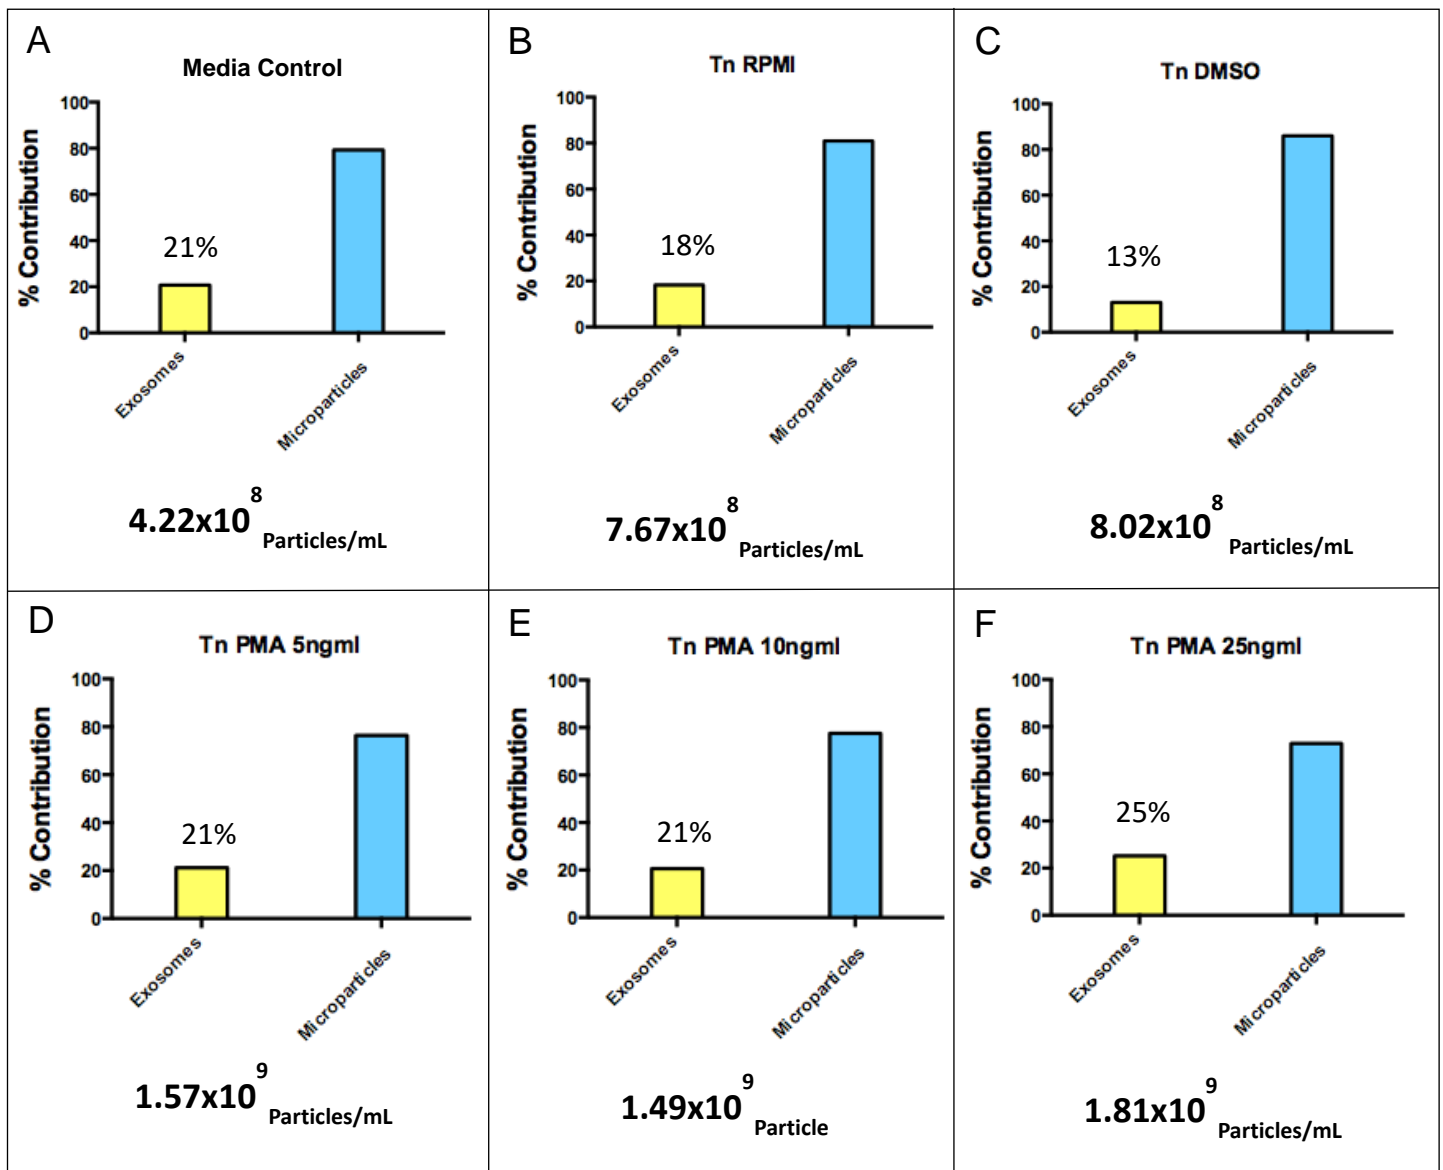 A
Media Control
% Contribution
100
80
60
40
20
0
21%
Exosomes
Microparticles
4.22x10^8 Particles/mL
B
Tn RPMI
% Contribution
100
80
60
40
20
0
18%
Exosomes
Microparticles
7.67x10^8 Particles/mL
C
Tn DMSO
% Contribution
100
80
60
40
20
0
13%
Exosomes
Microparticles
8.02x10^8 Particles/mL
D
Tn PMA 5ngml
% Contribution
100
80
60
40
20
0
21%
Exosomes
Microparticles
1.57x10^9 Particles/mL
E
Tn PMA 10ngml
% Contribution
100
80
60
40
20
0
21%
Exosomes
Microparticles
1.49x10^9 Particle
F
Tn PMA 25ngml
% Contribution
100
80
60
40
20
0
25%
Exosomes
Microparticles
1.81x10^9 Particles/mL